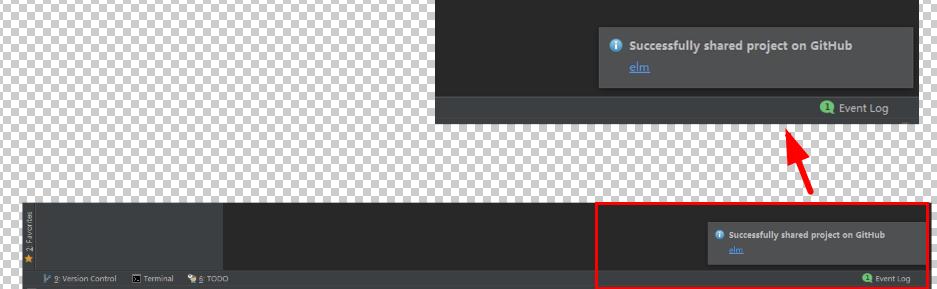 Successfully shared project on GitHub
elm
1 Event Log
2: Favorites
Successfully shared project on GitHub
elm
9: Version Control Terminal 6: TODO 1 Event Log